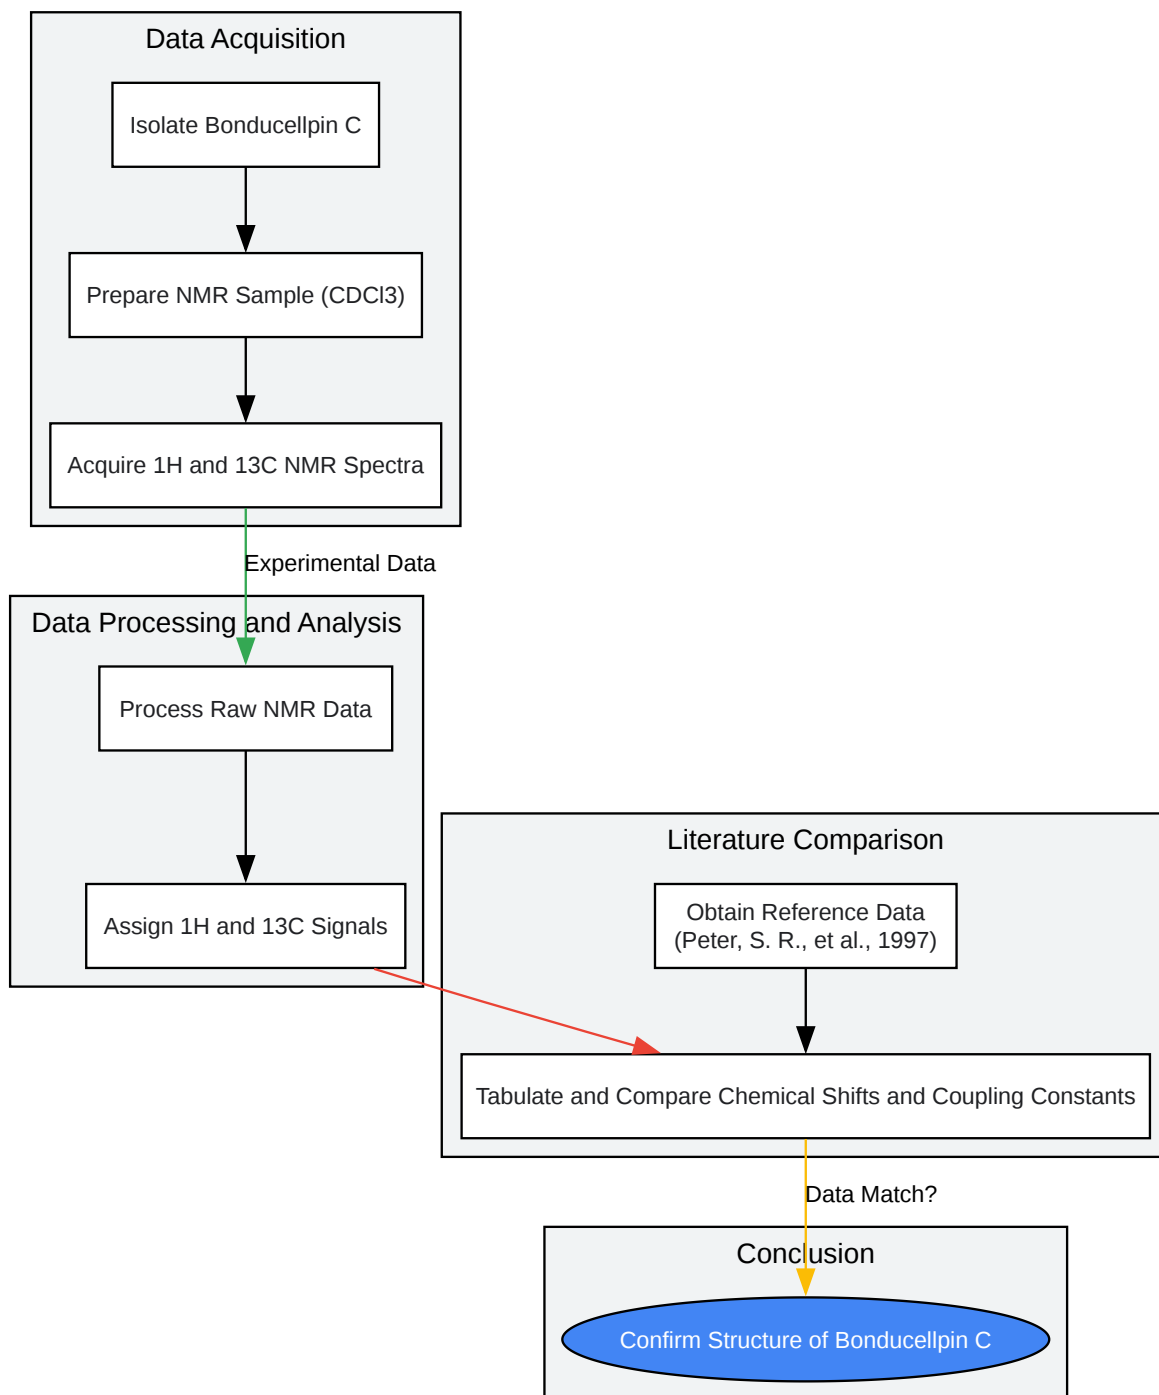 Data Acquisition
Isolate Bonducellpin C
Prepare NMR Sample (CDCl3)
Acquire 1H and 13C NMR Spectra
Experimental Data
Data Processing and Analysis
Process Raw NMR Data
Assign 1H and 13C Signals
Literature Comparison
Obtain Reference Data
(Peter, S. R., et al., 1997)
Tabulate and Compare Chemical Shifts and Coupling Constants
Data Match?
Conclusion
Confirm Structure of Bonducellpin C